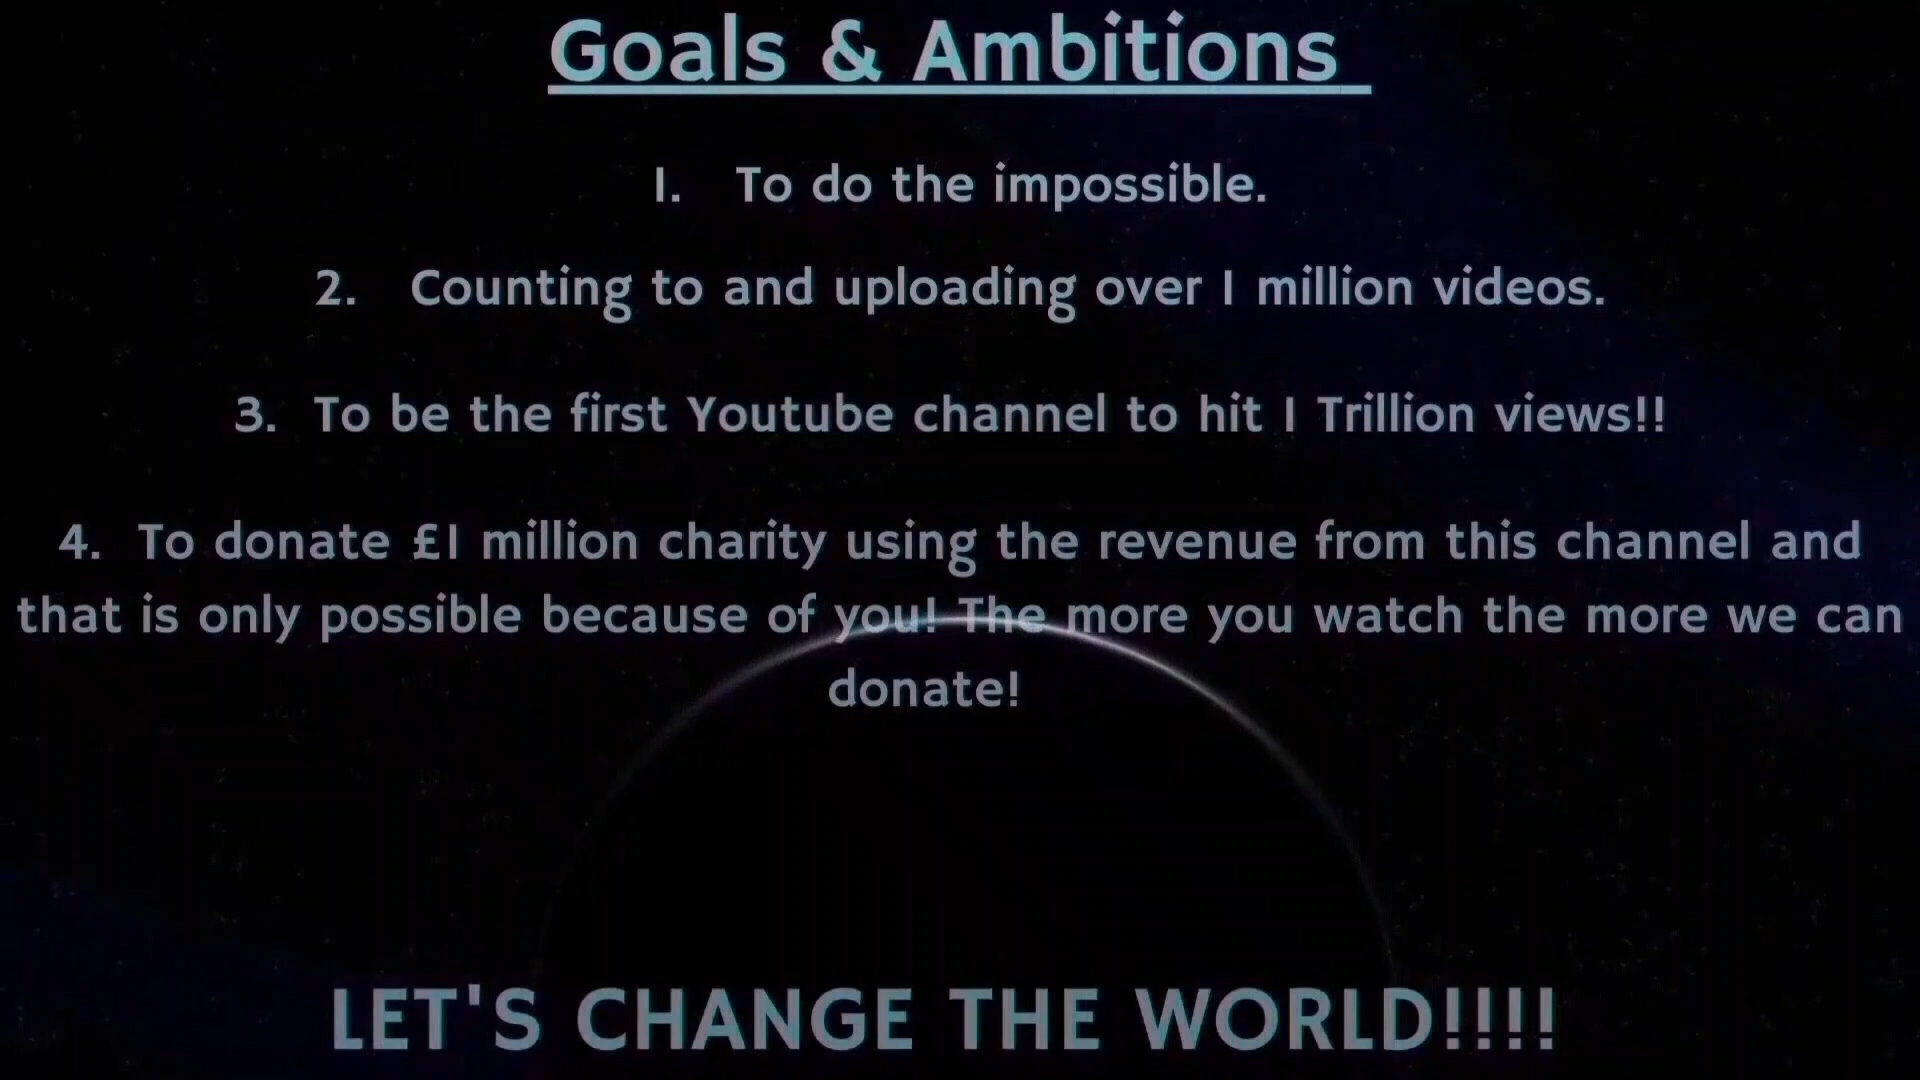 Goals & Ambitions
1. To do the impossible.
2. Counting to and uploading over 1 million videos.
3. To be the first Youtube channel to hit 1 Trillion views!!
4. To donate £1 million charity using the revenue from this channel and
that is only possible because of you! The more you watch the more we can
donate!
LET'S CHANGE THE WORLD!!!!